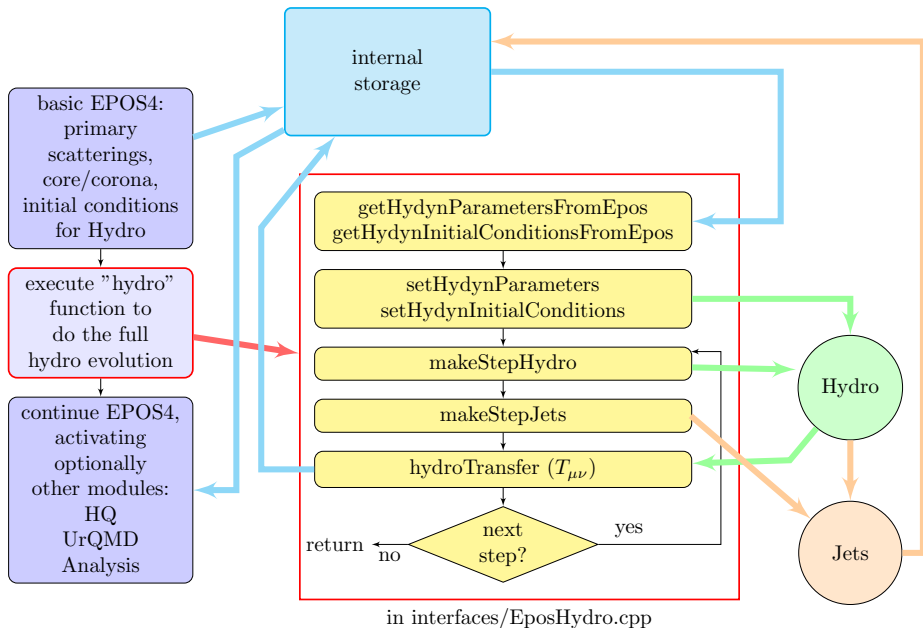 internal
storage
basic EPOS4:
primary
scatterings,
core/corona,
initial conditions
for Hydro
execute ”hydro”
function to
do the full
hydro evolution
continue EPOS4,
activating
optionally
other modules:
HQ
UrQMD
Analysis
getHydynParametersFromEpos
getHydynInitialConditionsFromEpos
setHydynParameters
setHydynInitialConditions
makeStepHydro
makeStepJets
hydroTransfer (Tμν)
next
step?
yes
no
return
Hydro
Jets
in interfaces/EposHydro.cpp